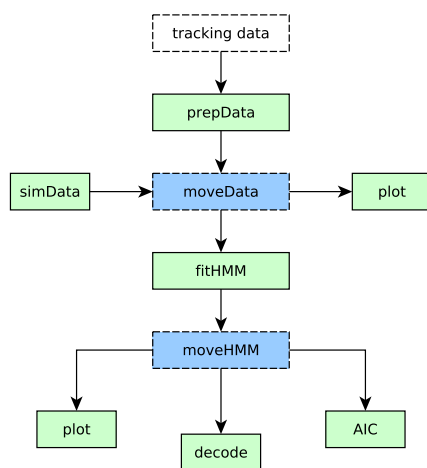 tracking data
prepData
simData
moveData
plot
fitHMM
moveHMM
plot
decode
AIC